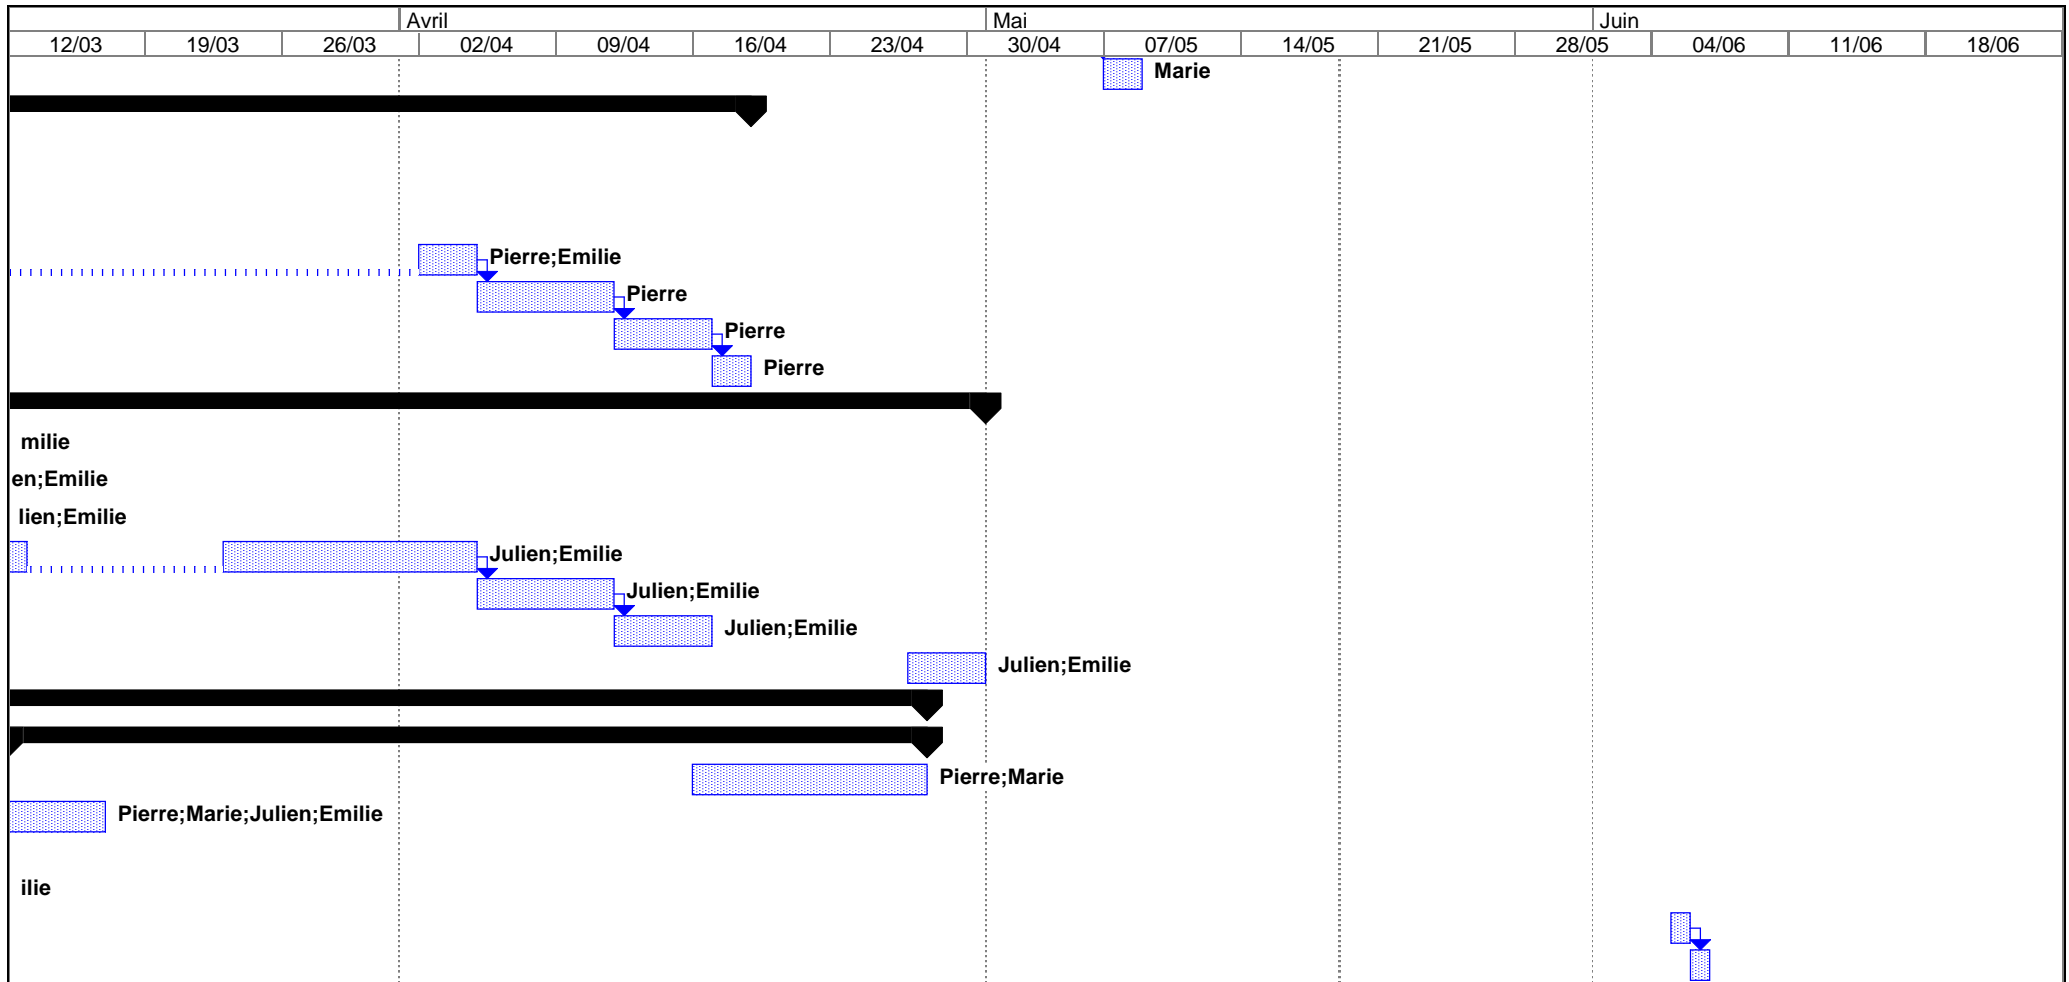 Avril Mai Juin
12/03 19/03 26/03 02/04 09/04 16/04 23/04 30/04 07/05 14/05 21/05 28/05 04/06 11/06 18/06
Marie
Pierre;Emilie
Pierre
Pierre
Pierre
milie
en;Emilie
lien;Emilie
Julien;Emilie
Julien;Emilie
Julien;Emilie
Julien;Emilie
Pierre;Marie
Pierre;Marie;Julien;Emilie
ilie